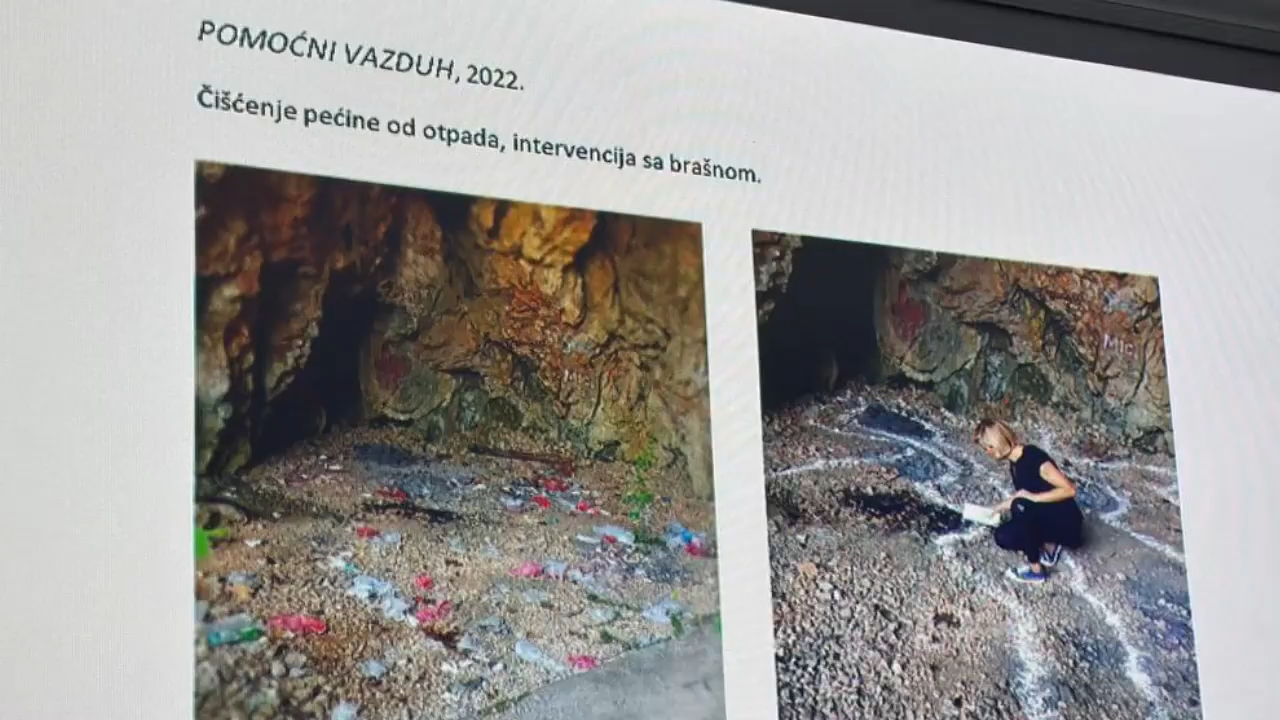 POMOĆNI VAZDUH, 2022.
Čišćenje pećine od otpada, intervencija sa brašnom.